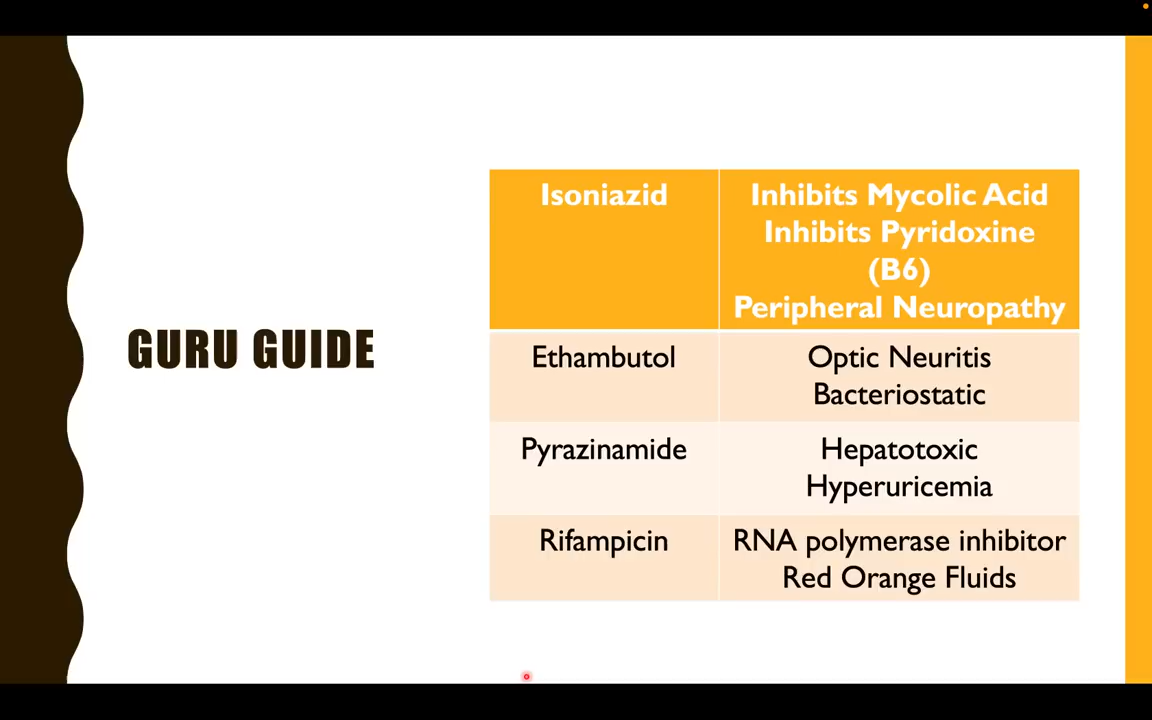 GURU GUIDE
Isoniazid
Inhibits Mycolic Acid
Inhibits Pyridoxine
(B6)
Peripheral Neuropathy
Ethambutol
Optic Neuritis
Bacteriostatic
Pyrazinamide
Hepatotoxic
Hyperuricemia
Rifampicin
RNA polymerase inhibitor
Red Orange Fluids